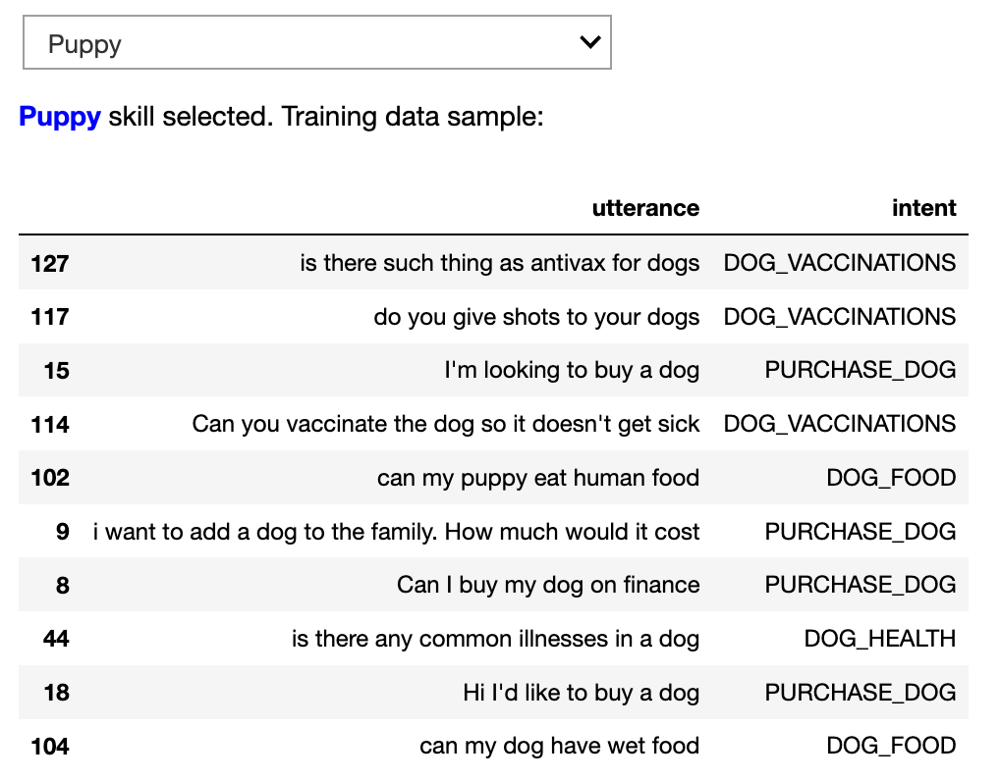 Puppy
Puppy skill selected. Training data sample:
utterance intent
127 is there such thing as antivax for dogs DOG_VACCINATIONS
117 do you give shots to your dogs DOG_VACCINATIONS
15 I'm looking to buy a dog PURCHASE_DOG
114 Can you vaccinate the dog so it doesn't get sick DOG_VACCINATIONS
102 can my puppy eat human food DOG_FOOD
9 i want to add a dog to the family. How much would it cost PURCHASE_DOG
8 Can I buy my dog on finance PURCHASE_DOG
44 is there any common illnesses in a dog DOG_HEALTH
18 Hi I'd like to buy a dog PURCHASE_DOG
104 can my dog have wet food DOG_FOOD